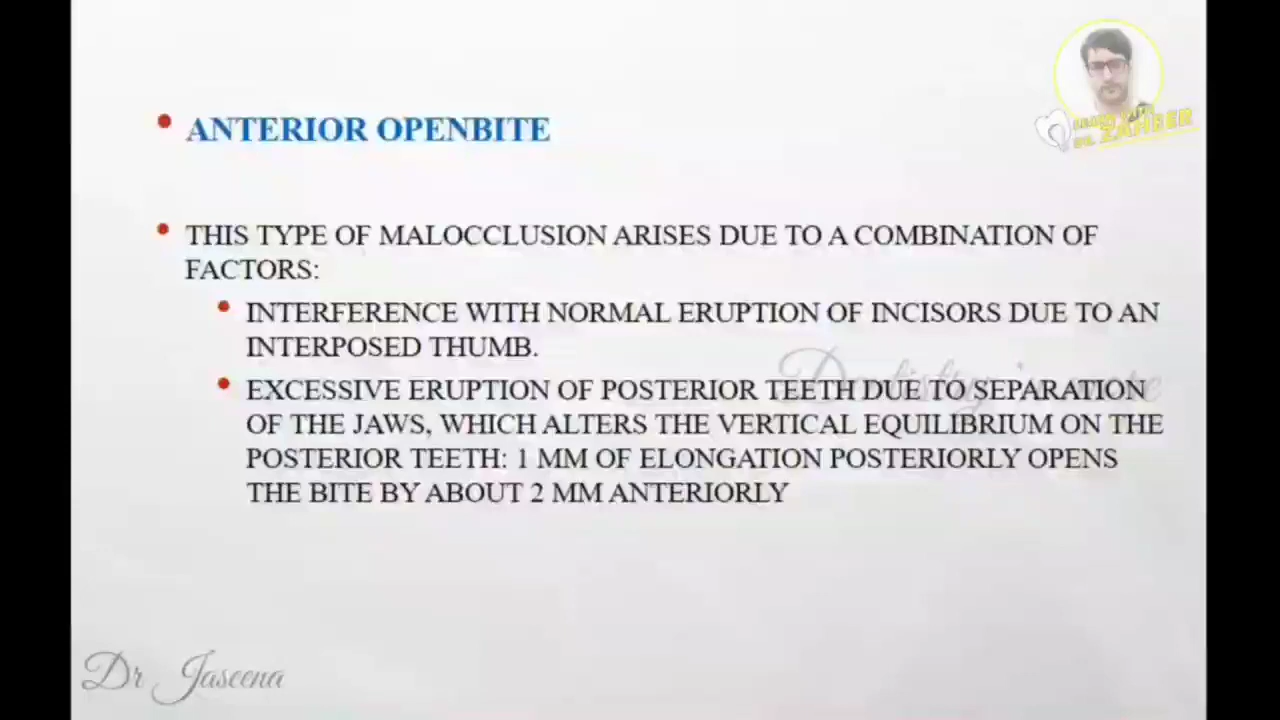 ANTERIOR OPENBITE
THIS TYPE OF MALOCCLUSION ARISES DUE TO A COMBINATION OF
FACTORS:
INTERFERENCE WITH NORMAL ERUPTION OF INCISORS DUE TO AN
INTERPOSED THUMB.
EXCESSIVE ERUPTION OF POSTERIOR TEETH DUE TO SEPARATION
OF THE JAWS, WHICH ALTERS THE VERTICAL EQUILIBRIUM ON THE
POSTERIOR TEETH: 1 MM OF ELONGATION POSTERIORLY OPENS
THE BITE BY ABOUT 2 MM ANTERIORLY
Dr Jaseena